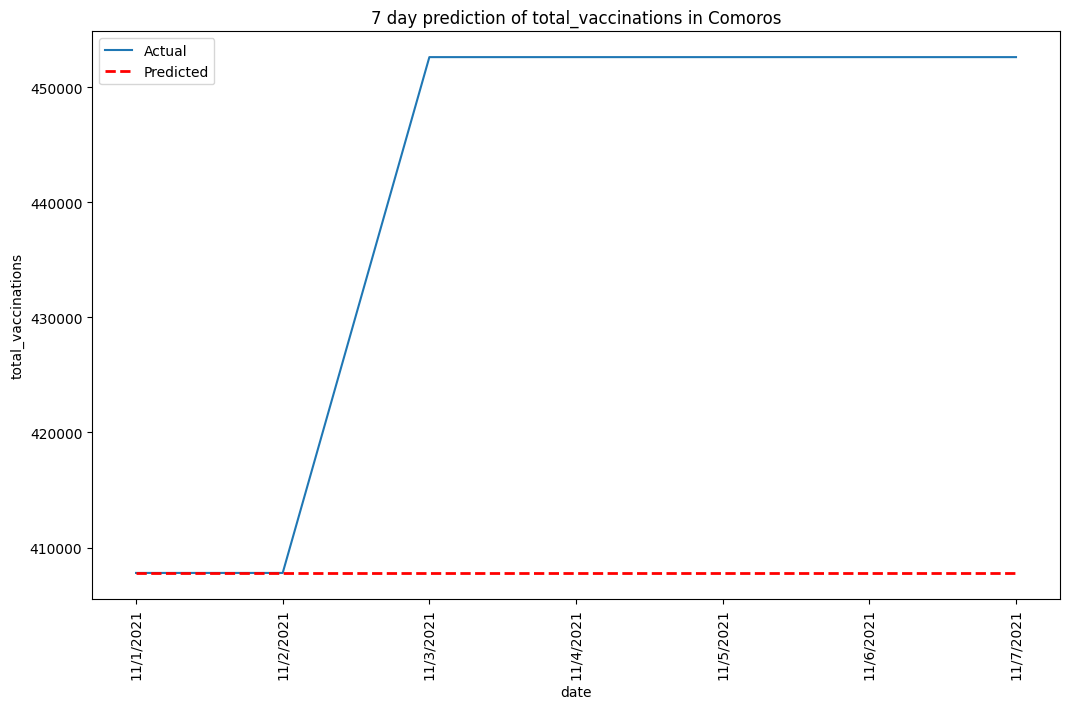 7 day prediction of total_vaccinations in Comoros
Actual
Predicted
450000
440000
430000
420000
410000
total_vaccinations
11/1/2021
11/2/2021
11/3/2021
11/4/2021
11/5/2021
11/6/2021
11/7/2021
date